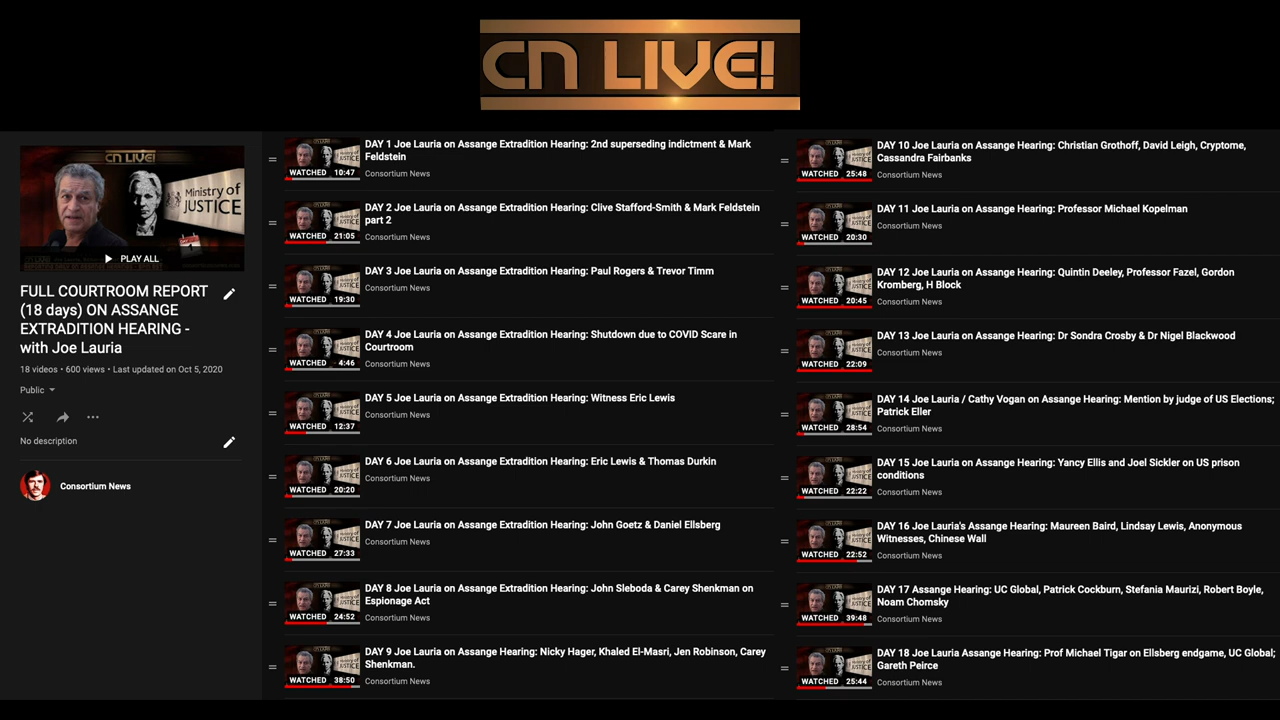 CN LIVE!
CN LIVE!
Ministry of
JUSTICE
PLAY ALL
FULL COURTROOM REPORT
(18 days) ON ASSANGE
EXTRADITION HEARING -
with Joe Lauria
18 videos • 600 views • Last updated on Oct 5, 2020
Public
No description
Consortium News
DAY 1 Joe Lauria on Assange Extradition Hearing: 2nd superseding indictment & Mark
Feldstein
Consortium News
WATCHED 10:47
DAY 2 Joe Lauria on Assange Extradition Hearing: Clive Stafford-Smith & Mark Feldstein
part 2
Consortium News
WATCHED 21:05
DAY 3 Joe Lauria on Assange Extradition Hearing: Paul Rogers & Trevor Timm
Consortium News
WATCHED 19:30
DAY 4 Joe Lauria on Assange Extradition Hearing: Shutdown due to COVID Scare in
Courtroom
Consortium News
WATCHED 4:46
DAY 5 Joe Lauria on Assange Extradition Hearing: Witness Eric Lewis
Consortium News
WATCHED 12:37
DAY 6 Joe Lauria on Assange Extradition Hearing: Eric Lewis & Thomas Durkin
Consortium News
WATCHED 20:20
DAY 7 Joe Lauria on Assange Extradition Hearing: John Goetz & Daniel Ellsberg
Consortium News
WATCHED 27:33
DAY 8 Joe Lauria on Assange Extradition Hearing: John Sleboda & Carey Shenkman on
Espionage Act
Consortium News
WATCHED 24:52
DAY 9 Joe Lauria on Assange Hearing: Nicky Hager, Khaled El-Masri, Jen Robinson, Carey
Shenkman.
Consortium News
WATCHED 38:50
DAY 10 Joe Lauria on Assange Hearing: Christian Grothoff, David Leigh, Cryptome,
Cassandra Fairbanks
Consortium News
WATCHED 25:48
DAY 11 Joe Lauria on Assange Hearing: Professor Michael Kopelman
Consortium News
WATCHED 20:30
DAY 12 Joe Lauria on Assange Hearing: Quintin Deeley, Professor Fazel, Gordon
Kromberg, H Block
Consortium News
WATCHED 20:45
DAY 13 Joe Lauria on Assange Hearing: Dr Sondra Crosby & Dr Nigel Blackwood
Consortium News
WATCHED 22:09
DAY 14 Joe Lauria / Cathy Vogan on Assange Hearing: Mention by judge of US Elections;
Patrick Eller
Consortium News
WATCHED 28:54
DAY 15 Joe Lauria on Assange Hearing: Yancy Ellis and Joel Sickler on US prison
conditions
Consortium News
WATCHED 22:22
DAY 16 Joe Lauria's Assange Hearing: Maureen Baird, Lindsay Lewis, Anonymous
Witnesses, Chinese Wall
Consortium News
WATCHED 22:52
DAY 17 Assange Hearing: UC Global, Patrick Cockburn, Stefania Maurizi, Robert Boyle,
Noam Chomsky
Consortium News
WATCHED 39:48
DAY 18 Joe Lauria Assange Hearing: Prof Michael Tigar on Ellsberg endgame, UC Global;
Gareth Peirce
Consortium News
WATCHED 25:44